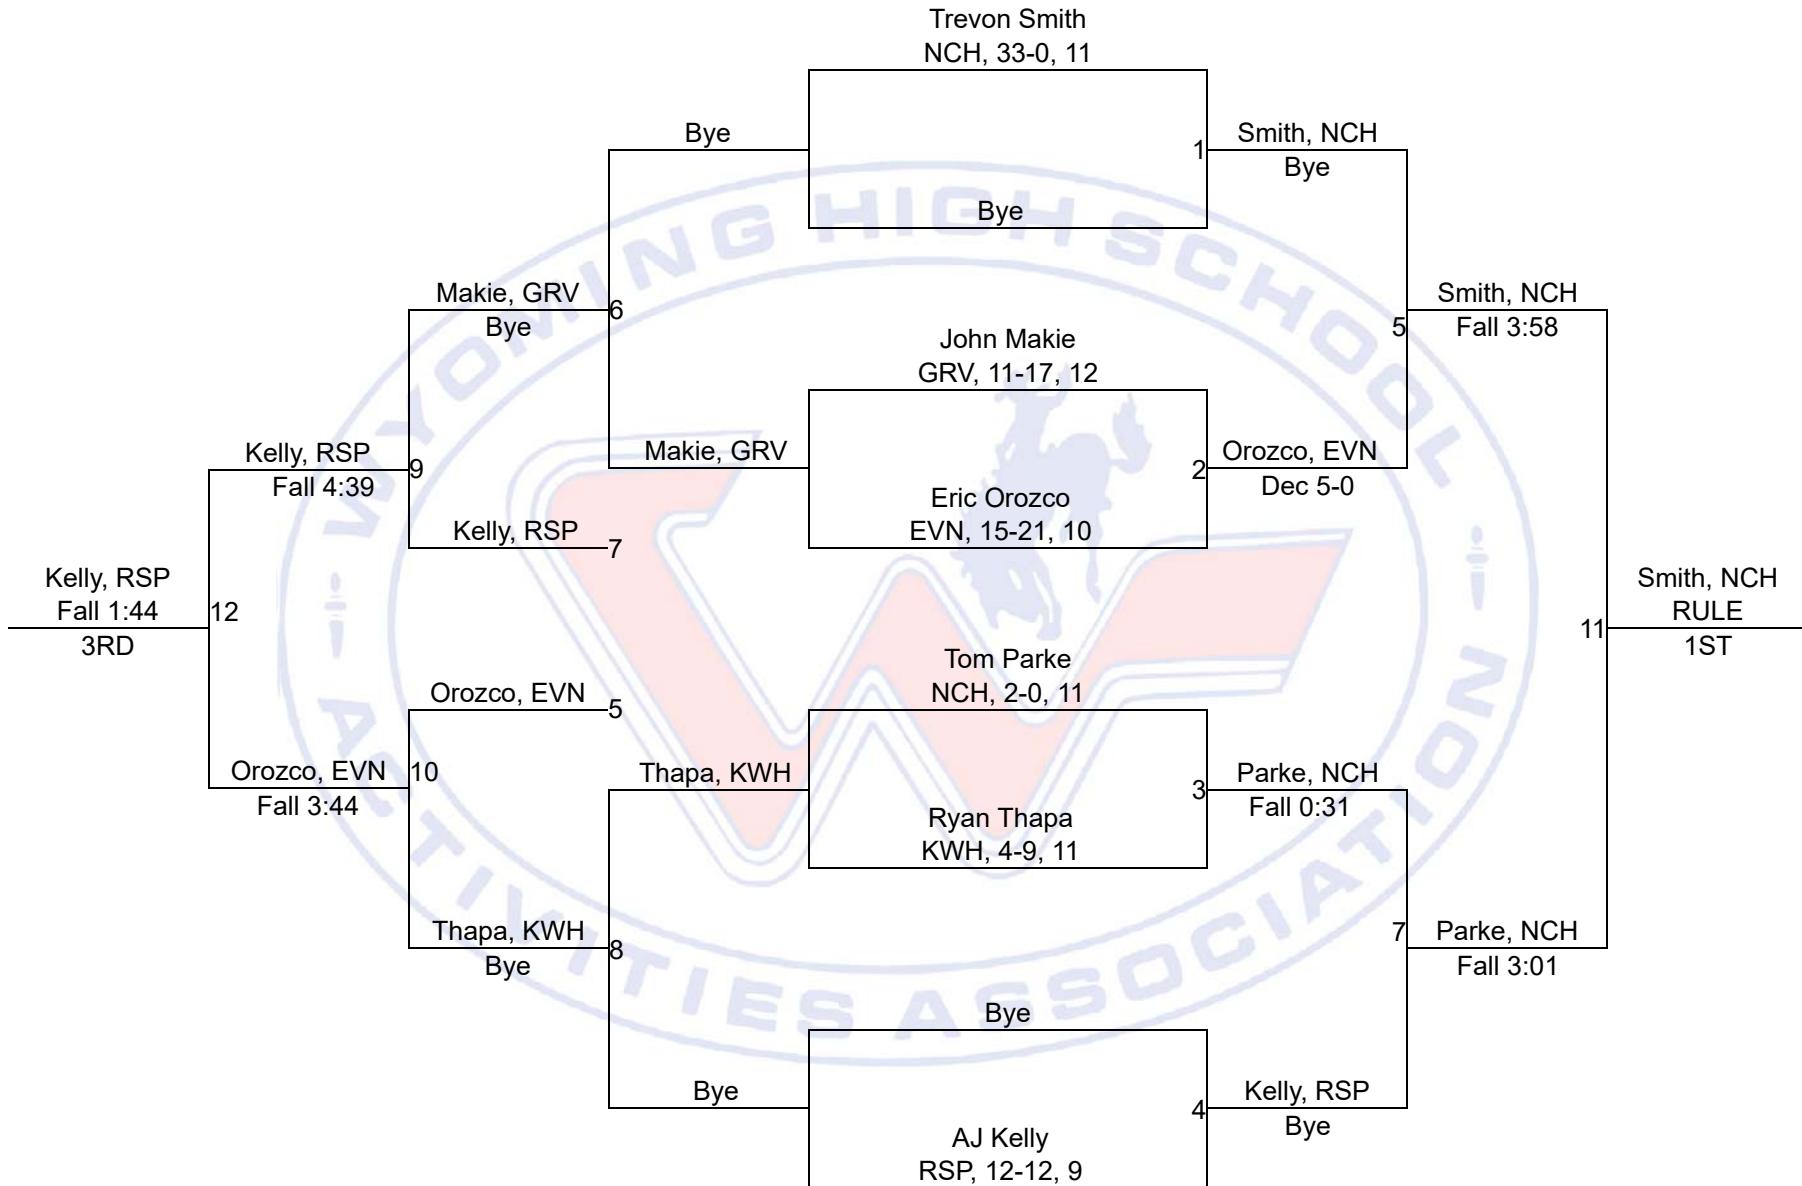 Trevon Smith
NCH, 33-0, 11
Bye
1
Smith, NCH
Bye
Bye
Makie, GRV
Bye
6
Smith, NCH
Fall 3:58
5
John Makie
GRV, 11-17, 12
Kelly, RSP
Fall 4:39
9
Makie, GRV
2
Orozco, EVN
Dec 5-0
Eric Orozco
EVN, 15-21, 10
Kelly, RSP
7
Kelly, RSP
Fall 1:44
3RD
12
Smith, NCH
RULE
1ST
11
Tom Parke
NCH, 2-0, 11
Orozco, EVN
5
Orozco, EVN
Fall 3:44
10
Thapa, KWH
3
Parke, NCH
Fall 0:31
Ryan Thapa
KWH, 4-9, 11
Thapa, KWH
Bye
8
7
Parke, NCH
Fall 3:01
Bye
Bye
4
Kelly, RSP
Bye
AJ Kelly
RSP, 12-12, 9
WYOMING HIGH SCHOOL
ACTIVITIES ASSOCIATION